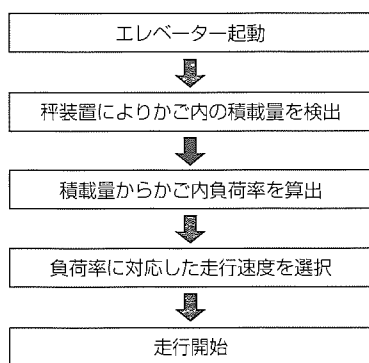 エレベーター起動
秤装置によりかご内の積載量を検出
積載量からかご内負荷率を算出
負荷率に対応した走行速度を選択
走行開始